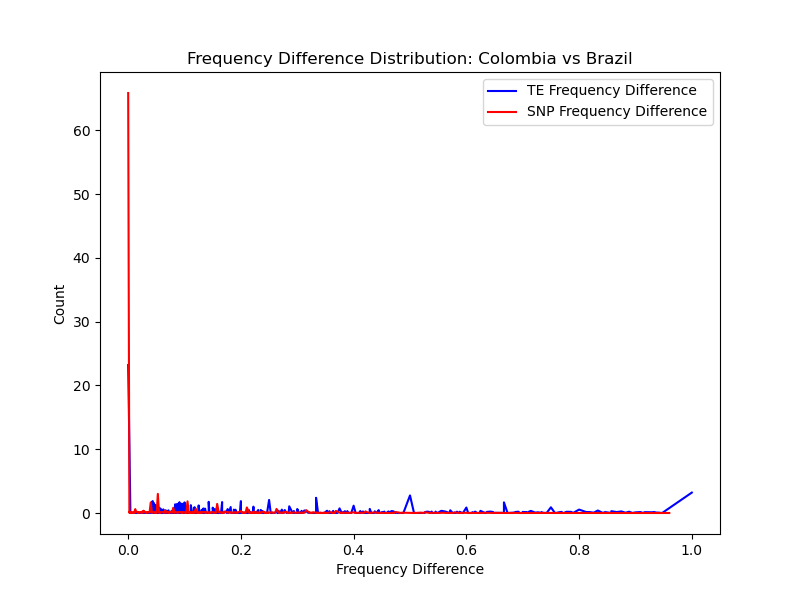 Frequency Difference Distribution: Colombia vs Brazil
TE Frequency Difference
SNP Frequency Difference
60
50
40
30
20
10
0
Count
0.0 0.2 0.4 0.6 0.8 1.0
Frequency Difference